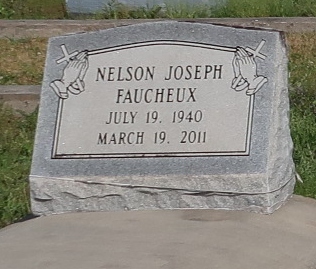 NELSON JOSEPH
FAUCHEUX
JULY 19, 1940
MARCH 19, 2011